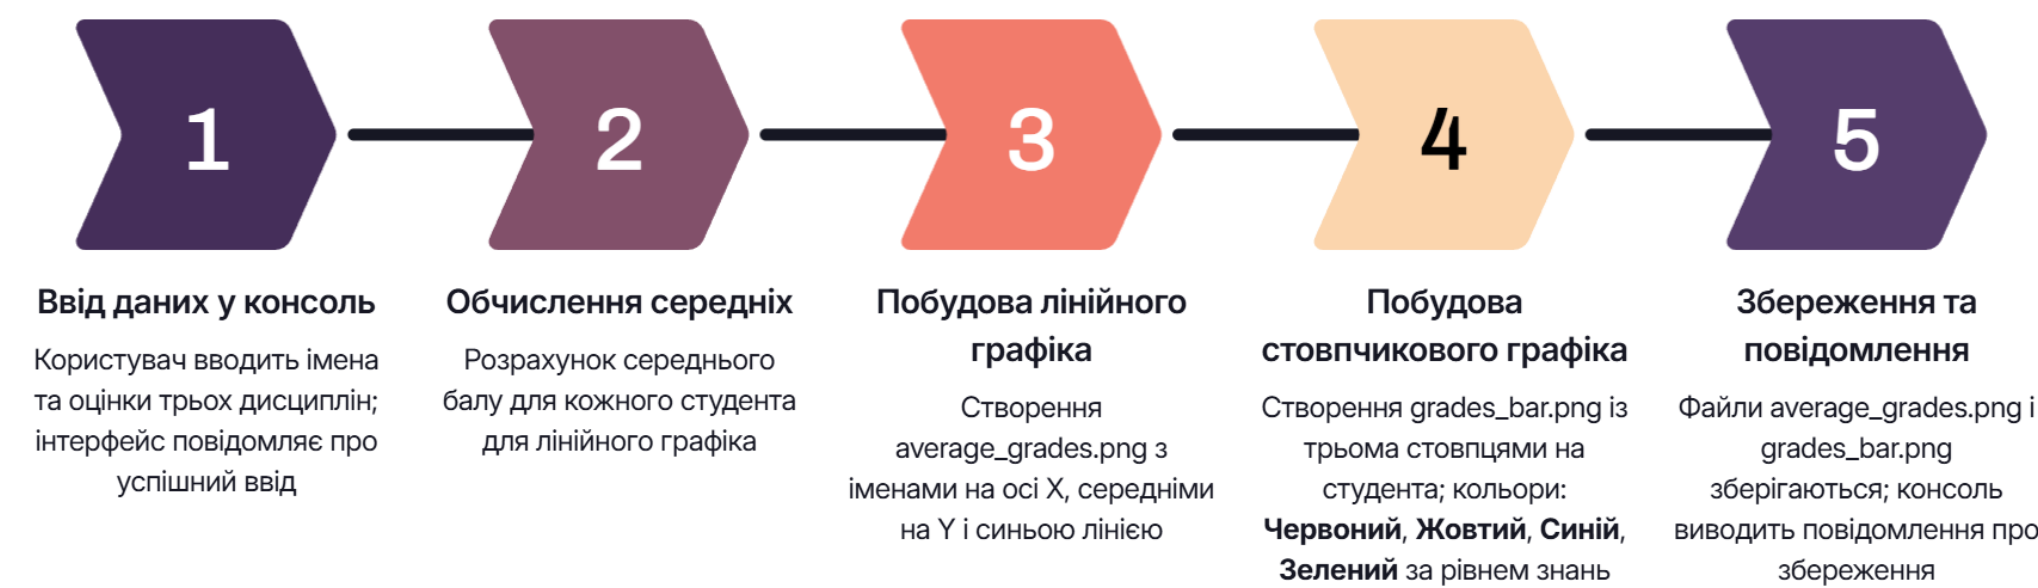 1
2
3
4
5
Ввід даних у консоль
Користувач вводить імена
та оцінки трьох дисциплін;
інтерфейс повідомляє про
успішний ввід
Обчислення середніх
Розрахунок середнього
балу для кожного студента
для лінійного графіка
Побудова лінійного
графіка
Створення
average_grades.png з
іменами на осі X, середніми
на Y і синьою лінією
Побудова
стовпчикового графіка
Створення grades_bar.png із
трьома стовпцями на
студента; кольори:
Червоний, Жовтий, Синій,
Зелений за рівнем знань
Збереження та
повідомлення
Файли average_grades.png і
grades_bar.png
зберігаються; консоль
виводить повідомлення про
збереження